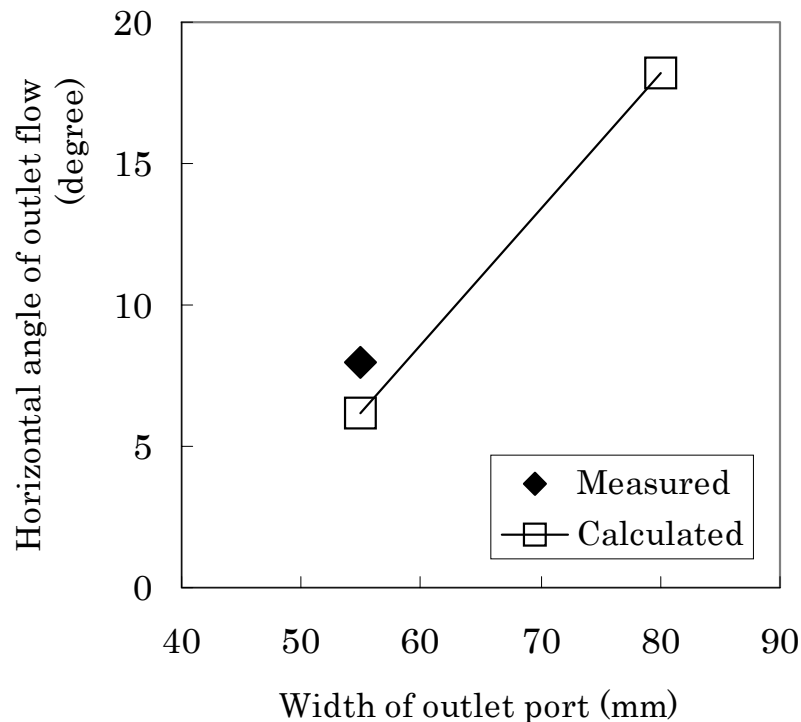 Horizontal angle of outlet flow
(degree)
20
15
10
5
0
40 50 60 70 80 90
Width of outlet port (mm)
Measured
Calculated